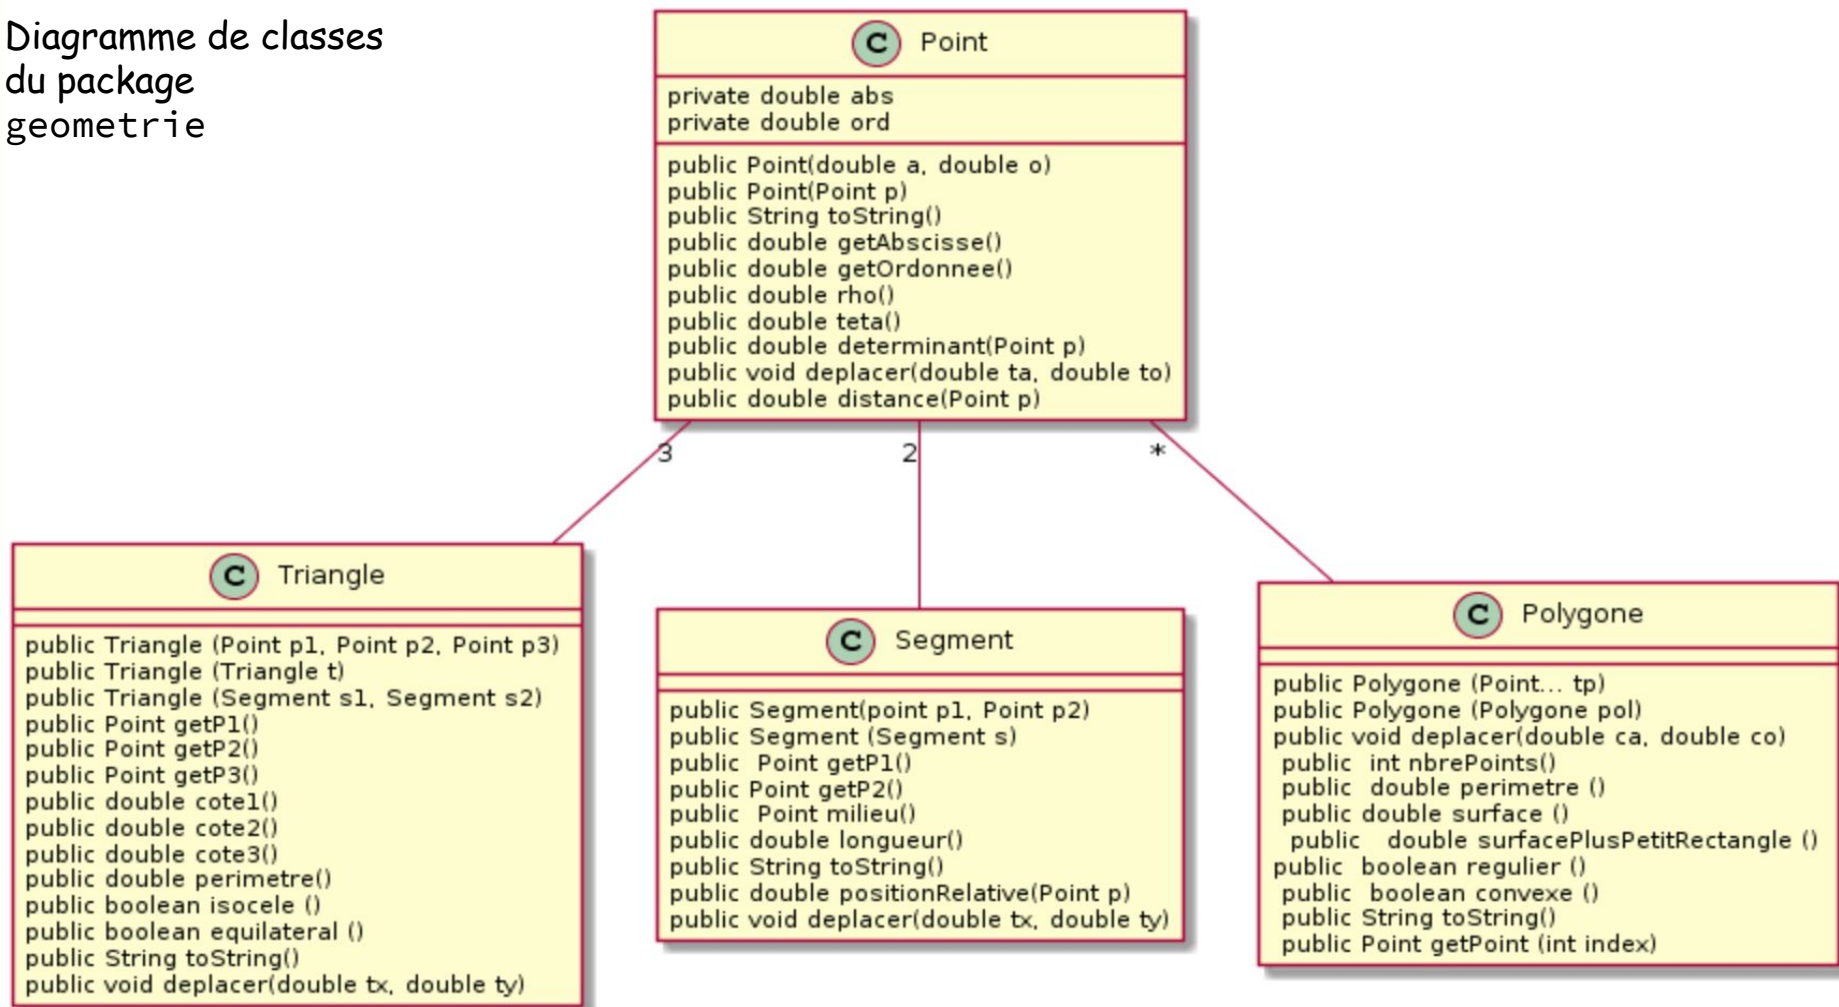 Diagramme de classes
du package
geometrie
C Point
private double abs
private double ord
public Point(double a, double o)
public Point(Point p)
public String toString()
public double getAbscisse()
public double getOrdonnee()
public double rho()
public double teta()
public double determinant(Point p)
public void deplacer(double ta, double to)
public double distance(Point p)
3
2
*
C Triangle
public Triangle (Point p1, Point p2, Point p3)
public Triangle (Triangle t)
public Triangle (Segment s1, Segment s2)
public Point getP1()
public Point getP2()
public Point getP3()
public double cote1()
public double cote2()
public double cote3()
public double perimetre()
public boolean isocele ()
public boolean equilateral ()
public String toString()
public void deplacer(double tx, double ty)
C Segment
public Segment(point p1, Point p2)
public Segment (Segment s)
public  Point getP1()
public Point getP2()
public  Point milieu()
public double longueur()
public String toString()
public double positionRelative(Point p)
public void deplacer(double tx, double ty)
C Polygone
public Polygone (Point... tp)
public Polygone (Polygone pol)
public void deplacer(double ca, double co)
public  int nbrePoints()
public  double perimetre ()
public double surface ()
public   double surfacePlusPetitRectangle ()
public  boolean regulier ()
public  boolean convexe ()
public String toString()
public Point getPoint (int index)